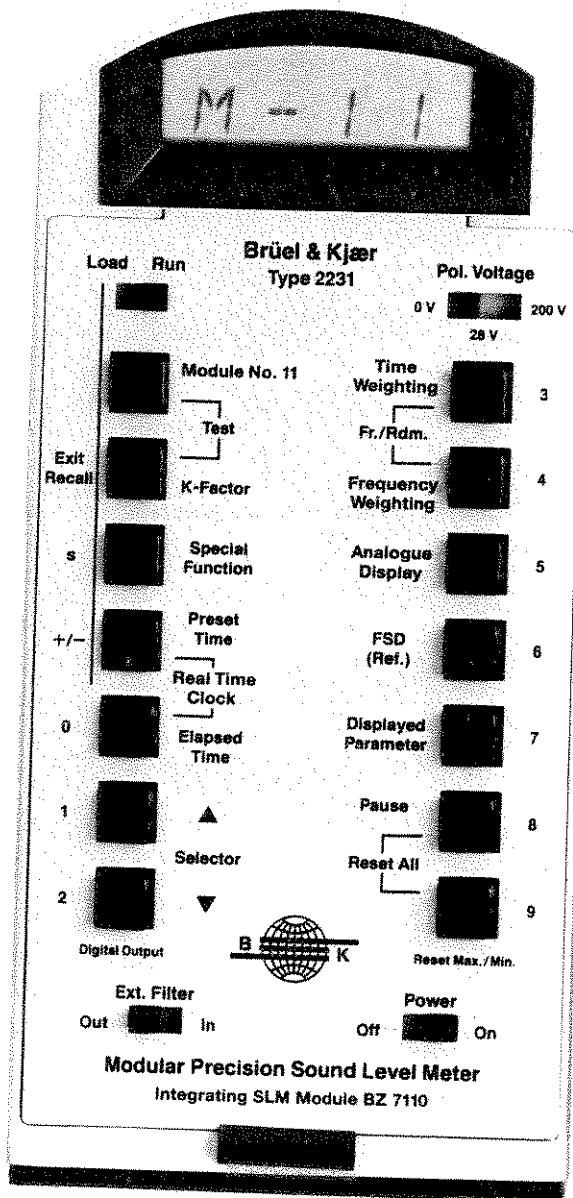 M - 11
Brüel & Kjær
Type 2231
Load Run
Pol. Voltage
0 V 200 V
28 V
Module No. 11
Test
Exit
Recall
K-Factor
s
Special
Function
+/−
Preset
Time
Real Time
Clock
0
Elapsed
Time
1
▲
Selector
2
▼
Digital Output
Time
Weighting
3
Fr./Rdm.
Frequency
Weighting
4
Analogue
Display
5
FSD
(Ref.)
6
Displayed
Parameter
7
Pause
8
Reset All
9
Reset Max./Min.
B K
Ext. Filter
Out In
Power
Off On
Modular Precision Sound Level Meter
Integrating SLM Module BZ 7110